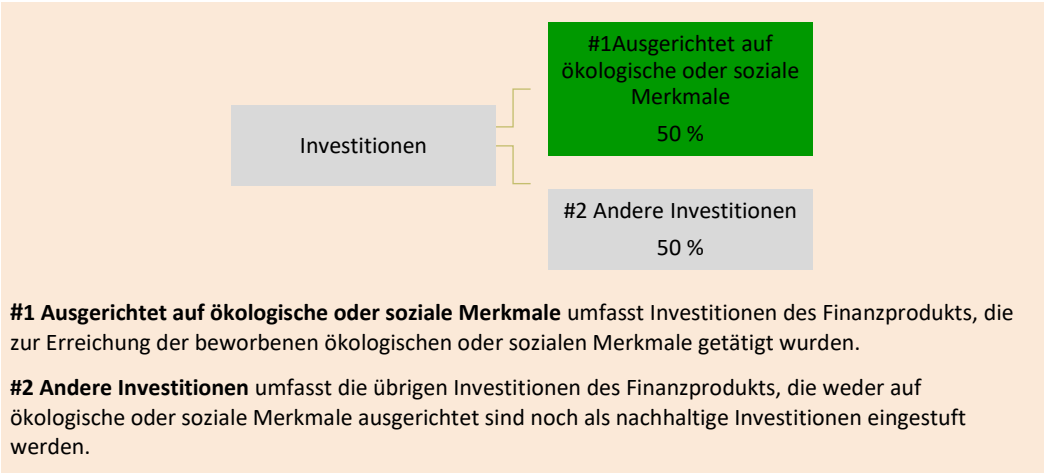 #1Ausgerichtet auf
ökologische oder soziale
Merkmale
50 %
Investitionen
#2 Andere Investitionen
50 %
#1 Ausgerichtet auf ökologische oder soziale Merkmale umfasst Investitionen des Finanzprodukts, die
zur Erreichung der beworbenen ökologischen oder sozialen Merkmale getätigt wurden.
#2 Andere Investitionen umfasst die übrigen Investitionen des Finanzprodukts, die weder auf
ökologische oder soziale Merkmale ausgerichtet sind noch als nachhaltige Investitionen eingestuft
werden.